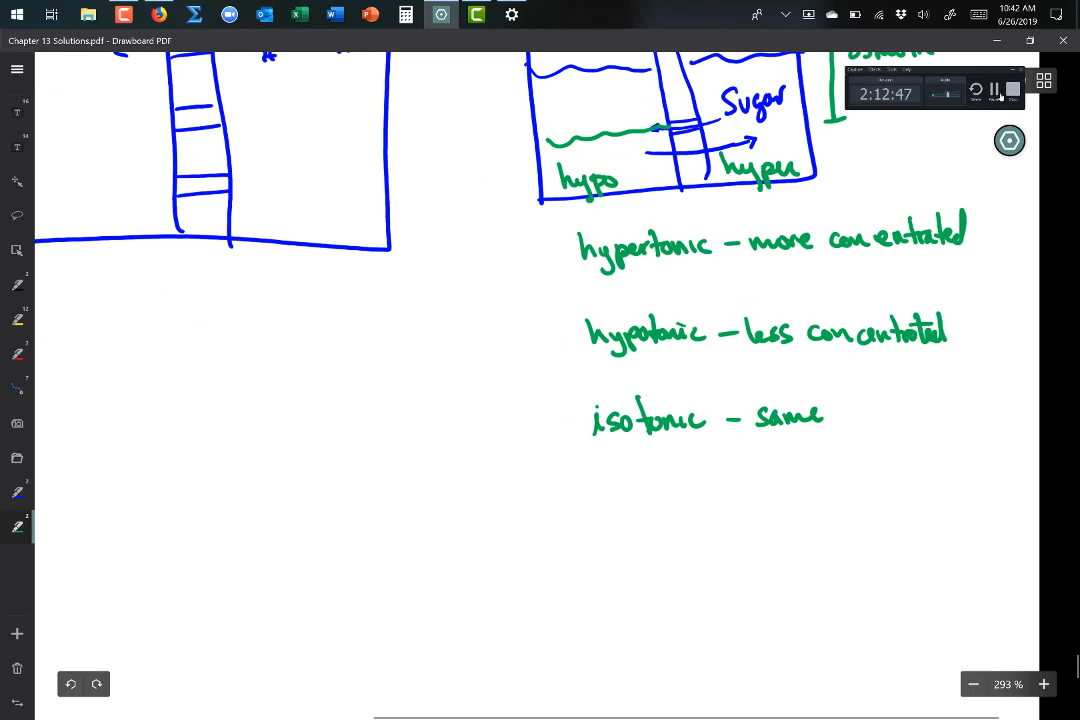 10:42 AM
6/26/2019
Chapter 13 Solutions.pdf - Drawboard PDF
2:12:47
Sugar
hypo
hyper
hypertonic - more concentrated
hypotonic - less concentrated
isotonic - same
293 %